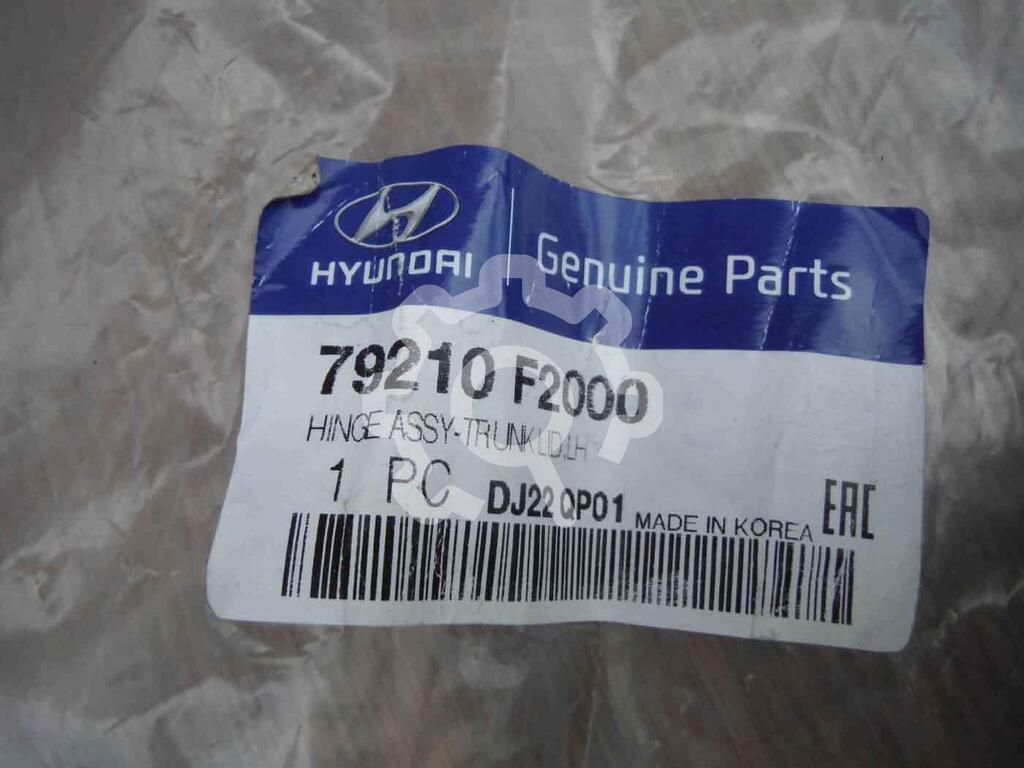 HYUNDAI
Genuine Parts
79210 F2000
HINGE ASSY-TRUNK LID,LH
1 PC DJ22 QP01 MADE IN KOREA EAC